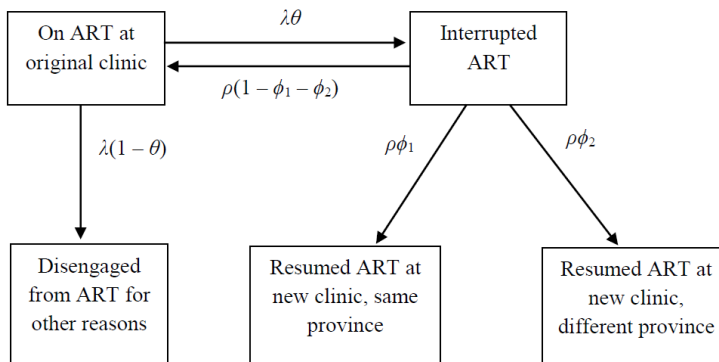 On ART at
original clinic
λθ
Interrupted
ART
ρ(1 – ϕ1 – ϕ2)
λ(1 – θ)
ρϕ1
ρϕ2
Disengaged
from ART for
other reasons
Resumed ART at
new clinic, same
province
Resumed ART at
new clinic,
different province